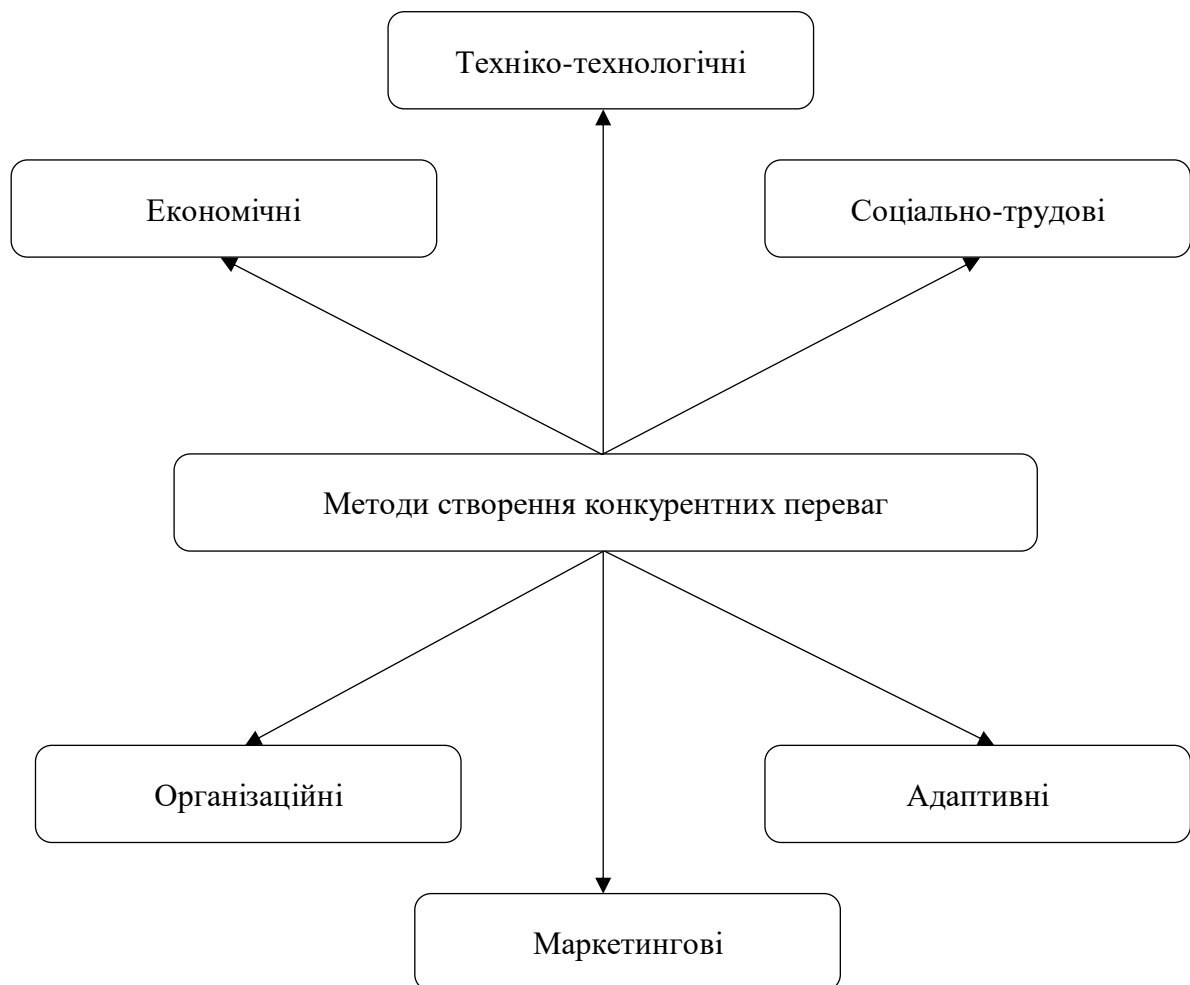 Техніко-технологічні
Економічні
Соціально-трудові
Методи створення конкурентних переваг
Організаційні
Адаптивні
Маркетингові